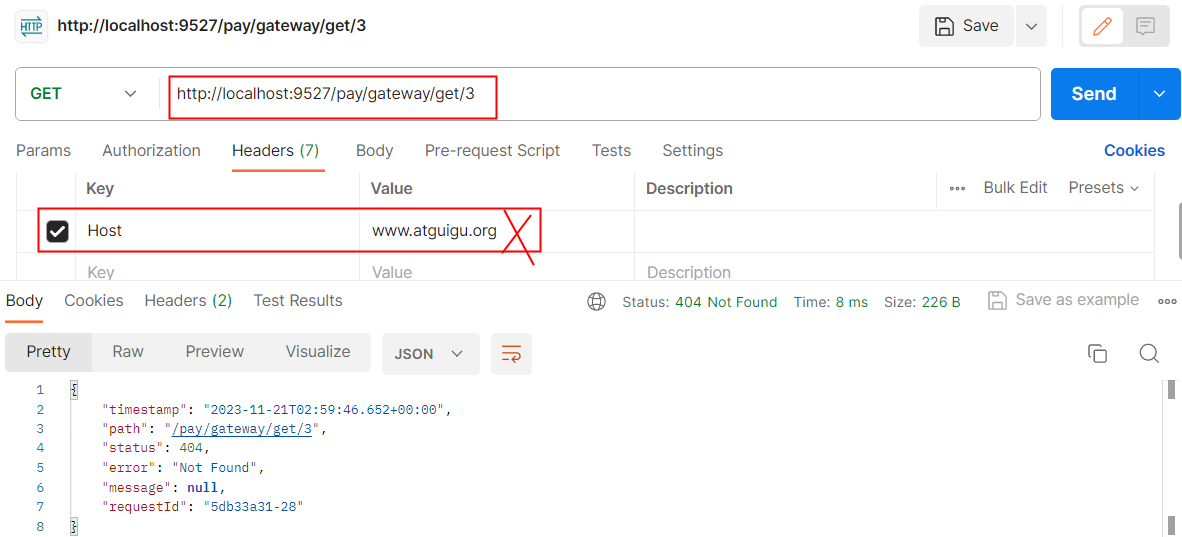 HTTP http://localhost:9527/pay/gateway/get/3 Save
GET http://localhost:9527/pay/gateway/get/3 Send
Params Authorization Headers (7) Body Pre-request Script Tests Settings Cookies
Key Value Description Bulk Edit Presets
Host www.atguigu.org
Key Value Description
Body Cookies Headers (2) Test Results Status: 404 Not Found Time: 8 ms Size: 226 B Save as example
Pretty Raw Preview Visualize JSON
1 {
2 "timestamp": "2023-11-21T02:59:46.652+00:00",
3 "path": "/pay/gateway/get/3",
4 "status": 404,
5 "error": "Not Found",
6 "message": null,
7 "requestId": "5db33a31-28"
8 }